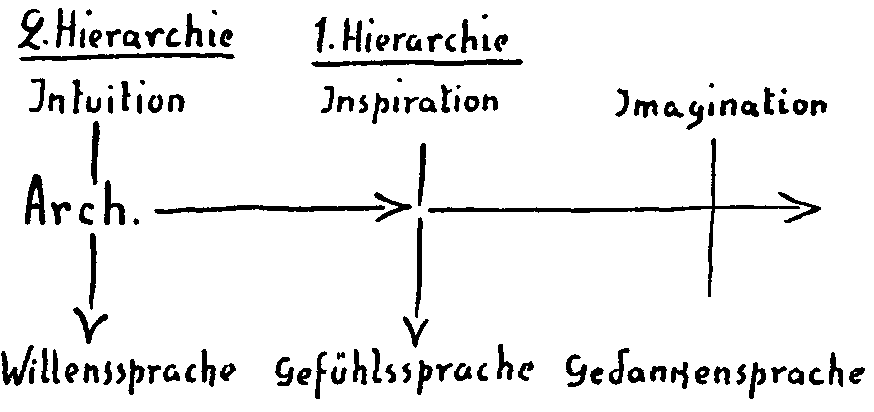 2. Hierarchie 1. Hierarchie
Intuition Inspiration Imagination
Arch.
Willenssprache Gefühlssprache Gedankensprache